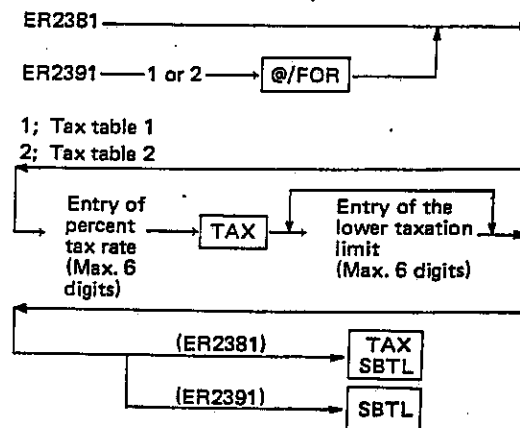 ER2381
ER2391 1 or 2 @/FOR
1; Tax table 1
2; Tax table 2
Entry of
percent
tax rate
(Max. 6
digits)
TAX
Entry of the
lower taxation
limit
(Max. 6 digits)
(ER2381)
TAX
SBTL
(ER2391)
SBTL